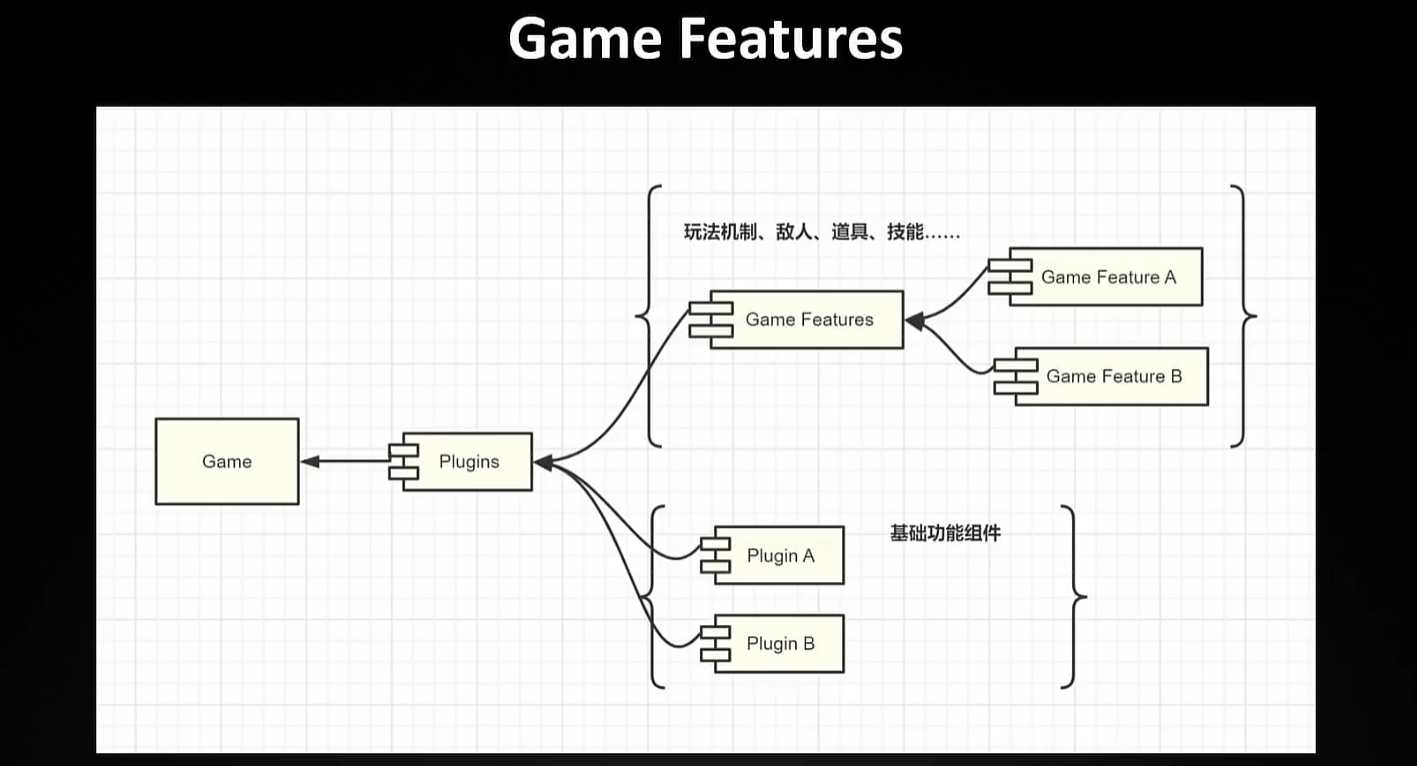 Game Features
玩法机制、敌人、道具、技能……
Game Feature A
Game Features
Game Feature B
Game
Plugins
基础功能组件
Plugin A
Plugin B